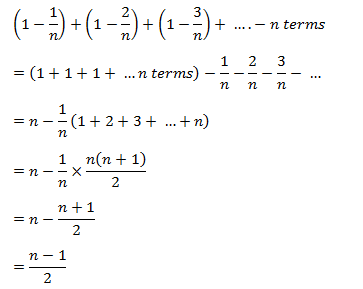 (1 − 1/n) + (1 − 2/n) + (1 − 3/n) + …. − n terms
= (1 + 1 + 1 + …n terms) − 1/n − 2/n − 3/n − …
= n − 1/n (1 + 2 + 3 + …+ n)
= n − 1/n × n(n + 1)/2
= n − (n + 1)/2
= (n − 1)/2